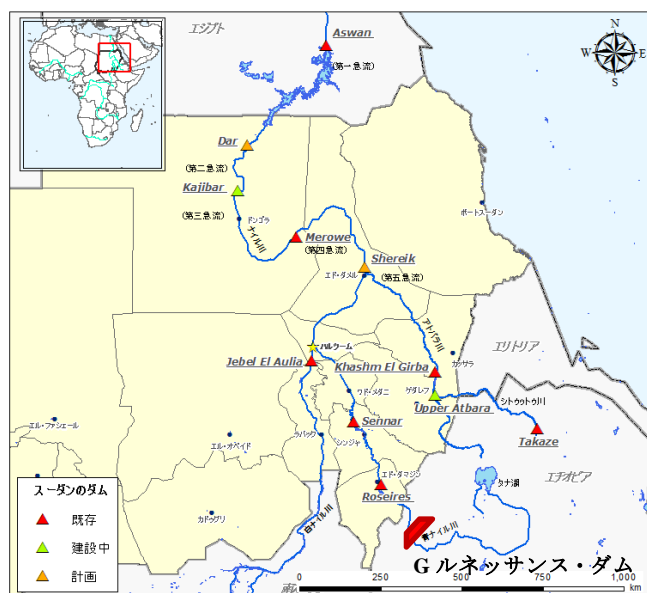 エジプト
Aswan
(第一急流)
N
W
E
S
Dar
(第二急流)
Kajibar
(第三急流)
ドンゴラ
ナイル川
Merowe
(第四急流)
ポートスーダン
Shereik
(第五急流)
エド・ダメル
アトバラ川
エリトリア
ハルツーム
Jebel El Aulia
Khashm El Girba
カッサラ
ゲダレフ
シトゥットゥ川
ワド・メダニ
Upper Atbara
Takaze
Sennar
シンジャ
ラバック
エル・ファシェール
エル・オベイド
エチオピア
エド・ダマジン
タナ湖
Roseires
カドゥグリ
白ナイル川
青ナイル川
スーダンのダム
既存
建設中
計画
G ルネッサンス・ダム
0
250
500
750
1,000
km